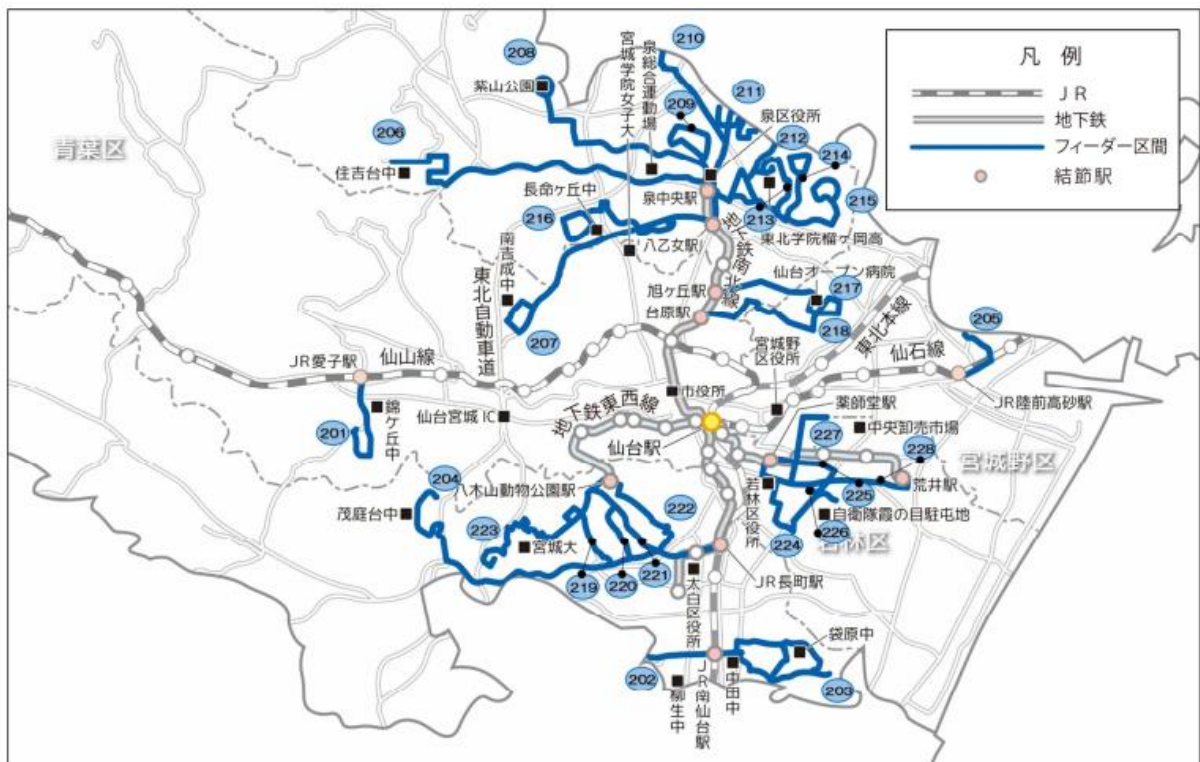 凡 例
JR
地下鉄
フィーダー区間
結節駅
210
208
泉総合運動場
宮城学院女子大
紫山公園
209
211
泉区役所
206
212
214
青葉区
住吉台中
長命ヶ丘中
泉中央駅
213
215
216
東北学院榴ヶ岡高
八乙女駅
地下鉄南北線
南吉成中
東北自動車道
旭ヶ丘駅
仙台オープン病院
217
台原駅
218
205
207
宮城野区役所
東北本線
仙石線
JR愛子駅
仙山線
市役所
薬師堂駅
JR陸前高砂駅
錦ケ丘中
201
仙台宮城 IC
地下鉄東西線
仙台駅
227
中央卸売市場
228
宮城野区
204
八木山動物公園駅
若林区役所
225
荒井駅
茂庭台中
222
自衛隊霞の目駐屯地
223
宮城大
224
226
若林区
219
220
221
太白区役所
JR長町駅
袋原中
202
柳生中
JR南仙台駅
中田中
203